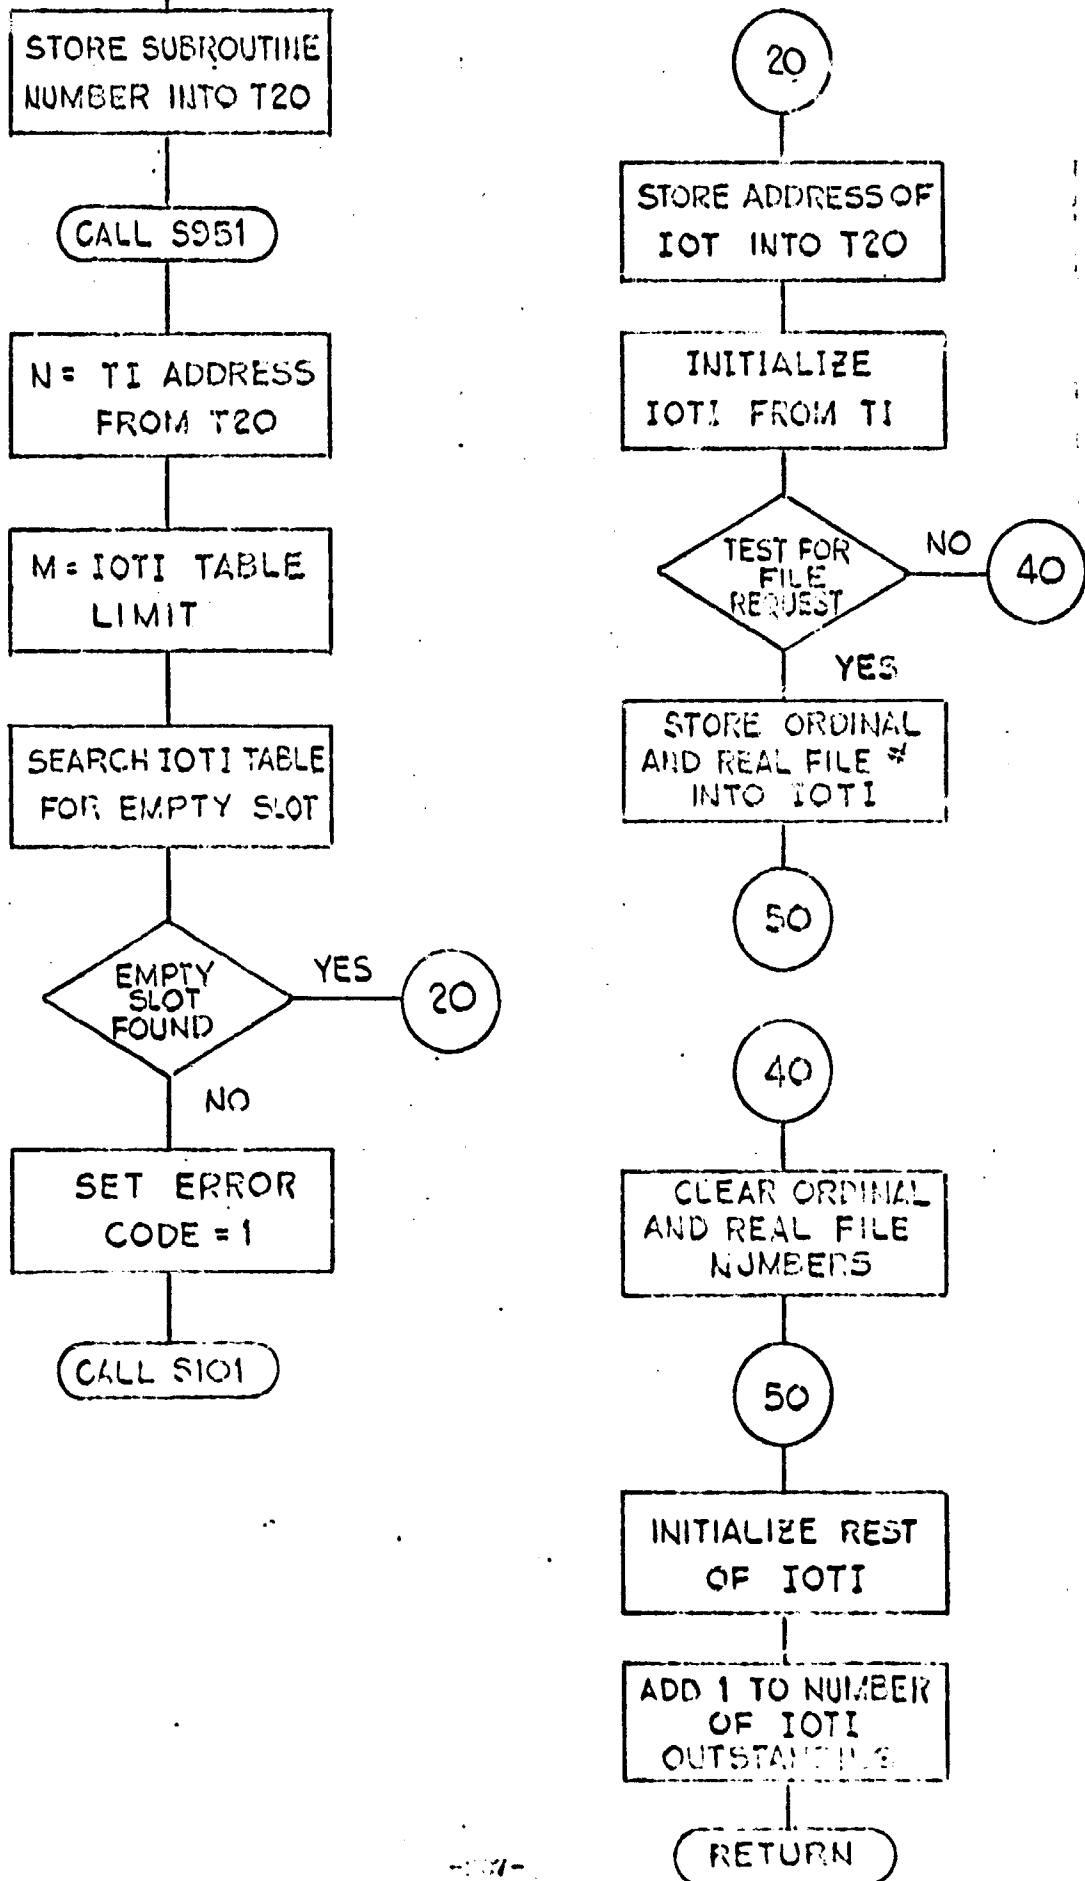 STORE SUBROUTINE
NUMBER INTO T20
CALL S951
N = TI ADDRESS
FROM T20
M = IOTI TABLE
LIMIT
SEARCH IOTI TABLE
FOR EMPTY SLOT
EMPTY
SLOT
FOUND
YES
20
NO
SET ERROR
CODE = 1
CALL S101
20
STORE ADDRESS OF
IOT INTO T20
INITIALIZE
IOTI FROM TI
TEST FOR
FILE
REQUEST
NO
40
YES
STORE ORDINAL
AND REAL FILE #
INTO IOTI
50
40
CLEAR ORDINAL
AND REAL FILE
NUMBERS
50
INITIALIZE REST
OF IOTI
ADD 1 TO NUMBER
OF IOTI
OUTSTANDING
RETURN